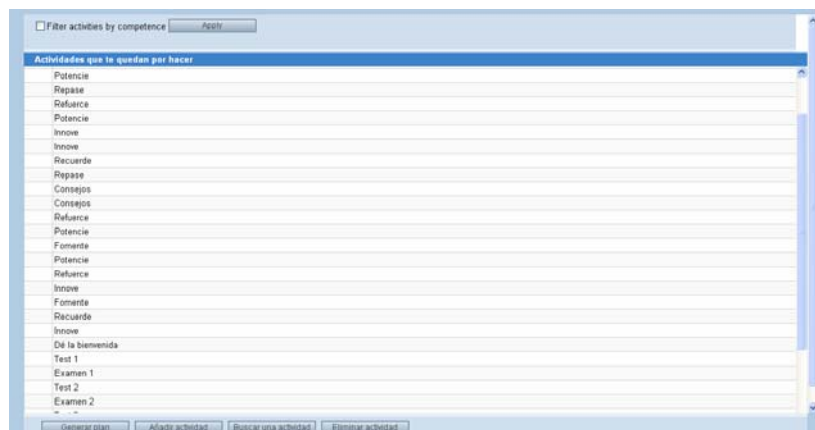 Filter activities by competence Apply
Actividades que te quedan por hacer
Potencie
Repase
Refuerce
Potencie
Innove
Innove
Recuerde
Repase
Consejos
Consejos
Refuerce
Potencie
Fomente
Potencie
Refuerce
Innove
Fomente
Recuerde
Innove
Dé la bienvenida
Test 1
Examen 1
Test 2
Examen 2
Generar plan Añadir actividad Buscar una actividad Eliminar actividad